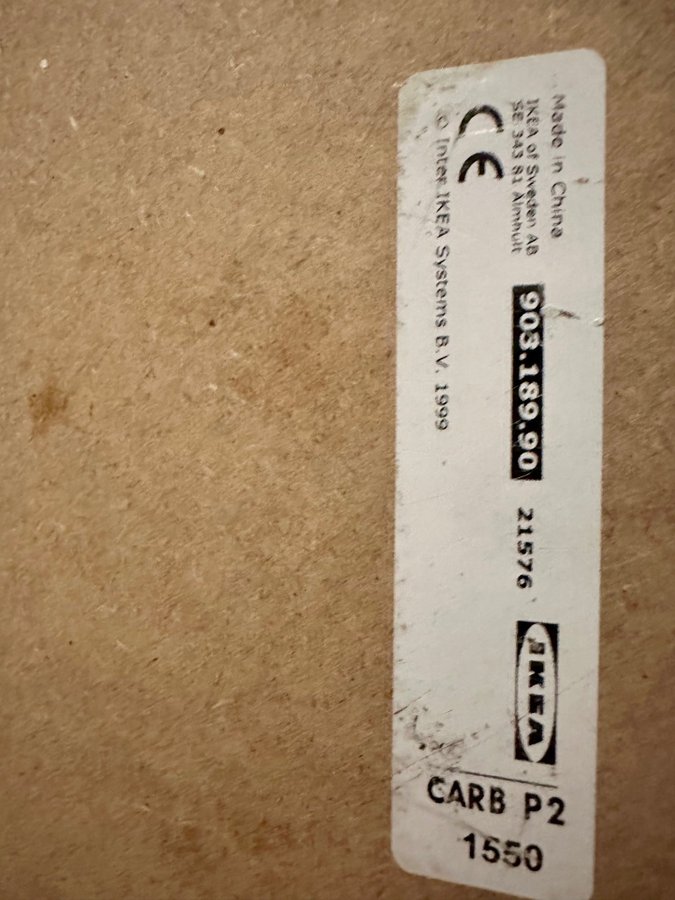 Made in China
IKEA of Sweden AB
SE 343 81 Älmhult
CE
© Inter IKEA Systems B.V. 1999
903.189.90
21576
IKEA
CARB P2
1550